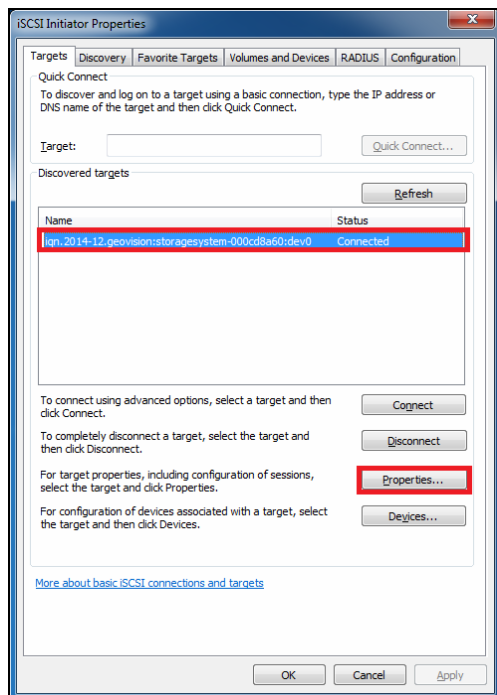 iSCSI Initiator Properties
Targets Discovery Favorite Targets Volumes and Devices RADIUS Configuration
Quick Connect
To discover and log on to a target using a basic connection, type the IP address or
DNS name of the target and then click Quick Connect.
Target:
Quick Connect...
Discovered targets
Refresh
Name Status
iqn.2014-12.geovision:storagesystem-000cd8a60:dev0 Connected
To connect using advanced options, select a target and then
click Connect.
Connect
To completely disconnect a target, select the target and
then click Disconnect.
Disconnect
For target properties, including configuration of sessions,
select the target and click Properties.
Properties...
For configuration of devices associated with a target, select
the target and then click Devices.
Devices...
More about basic iSCSI connections and targets
OK Cancel Apply